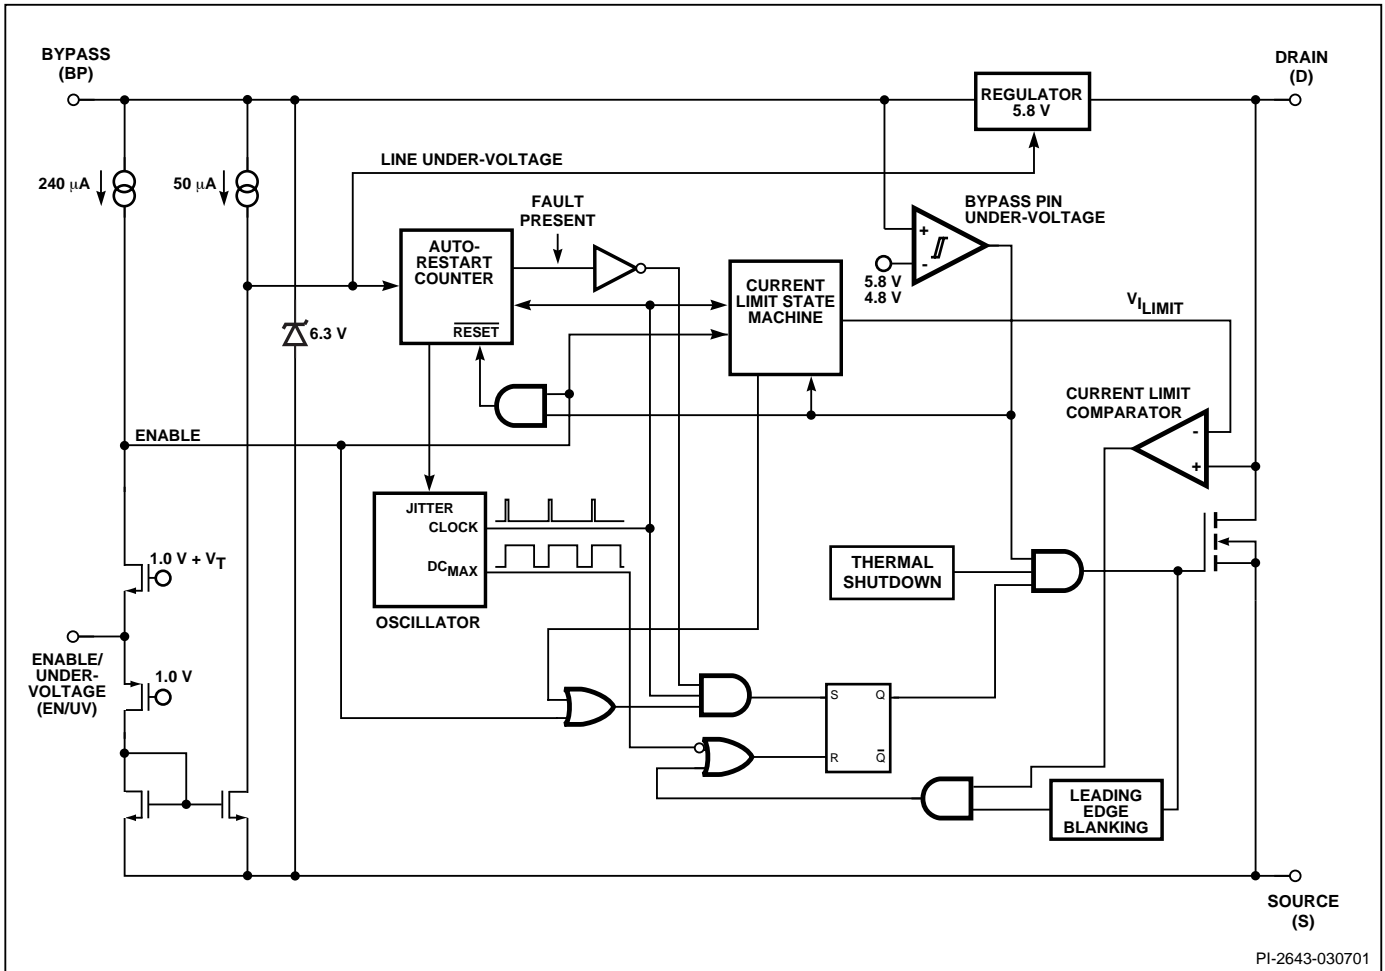 BYPASS
(BP)
DRAIN
(D)
REGULATOR
5.8 V
LINE UNDER-VOLTAGE
240 μA
50 μA
FAULT
PRESENT
BYPASS PIN
UNDER-VOLTAGE
+
-
5.8 V
4.8 V
AUTO-
RESTART
COUNTER
RESET
CURRENT
LIMIT STATE
MACHINE
VILIMIT
6.3 V
CURRENT LIMIT
COMPARATOR
-
+
ENABLE
JITTER
CLOCK
DCMAX
OSCILLATOR
1.0 V + VT
THERMAL
SHUTDOWN
ENABLE/
UNDER-
VOLTAGE
(EN/UV)
1.0 V
S Q
R Q̅
LEADING
EDGE
BLANKING
SOURCE
(S)
PI-2643-030701